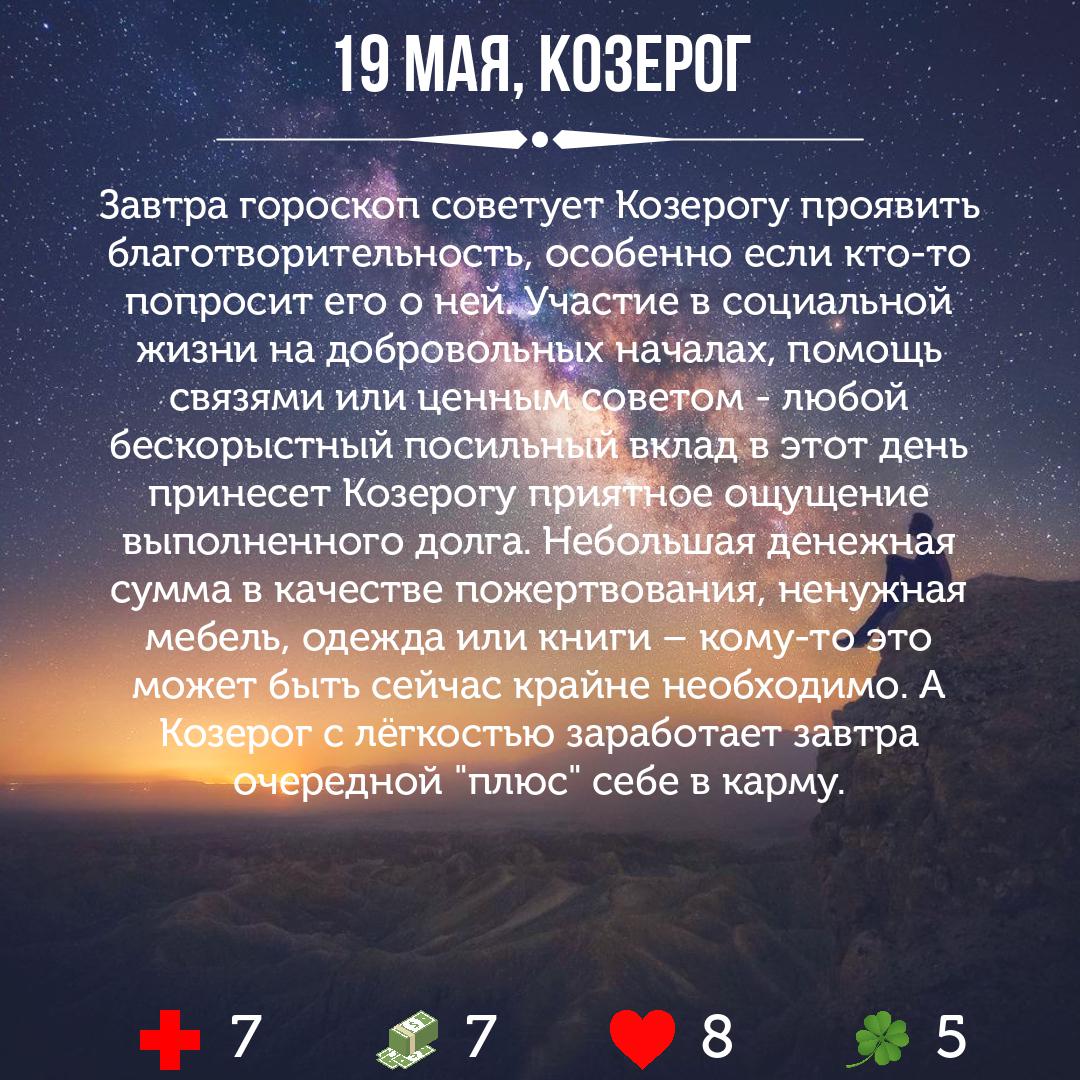 19 МАЯ, КОЗЕРОГ
Завтра гороскоп советует Козерогу проявить
благотворительность, особенно если кто-то
попросит его о ней. Участие в социальной
жизни на добровольных началах, помощь
связями или ценным советом - любой
бескорыстный посильный вклад в этот день
принесет Козерогу приятное ощущение
выполненного долга. Небольшая денежная
сумма в качестве пожертвования, ненужная
мебель, одежда или книги – кому-то это
может быть сейчас крайне необходимо. А
Козерог с лёгкостью заработает завтра
очередной "плюс" себе в карму.
7 7 8 5